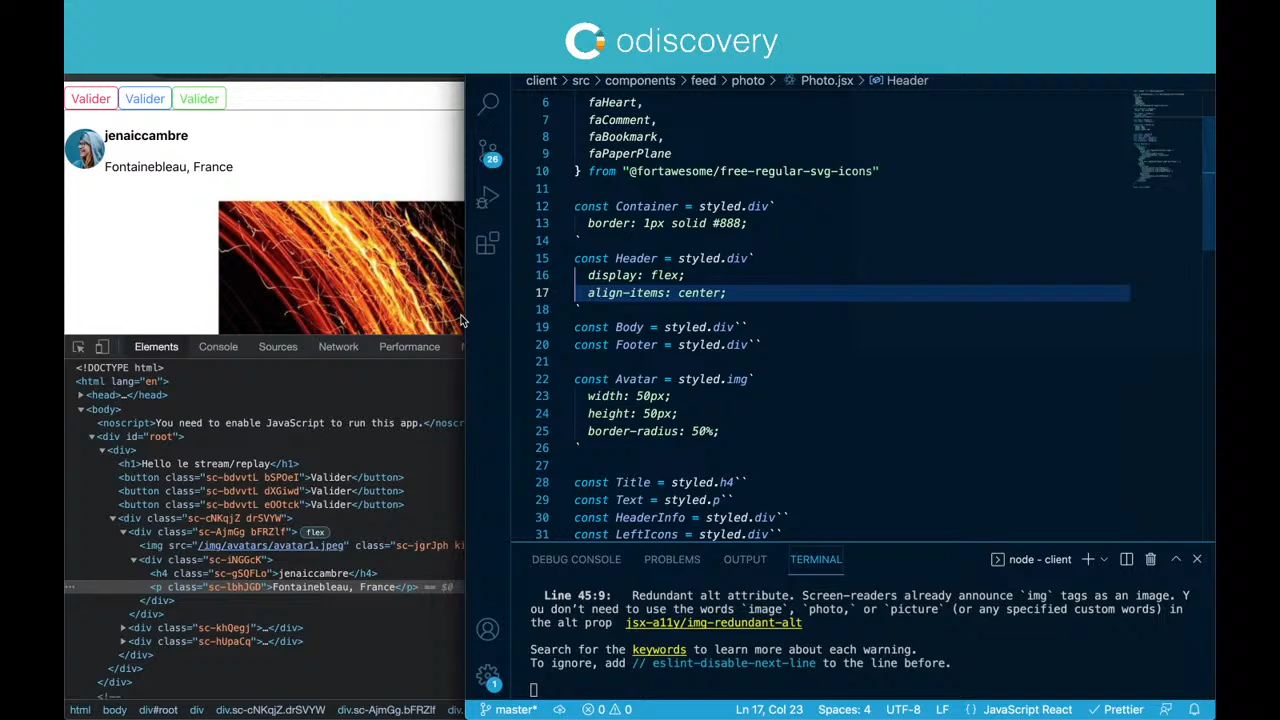 odiscovery
client > src > components > feed > photo > Photo.jsx > Header
Valider Valider Valider
jenaiccambre
Fontainebleau, France
Elements Console Sources Network Performance
<!DOCTYPE html>
<html lang="en">
<head>…</head>
<body>
<noscript>You need to enable JavaScript to run this app.</noscript>
<div id="root">
<div>
<h1>Hello le stream/replay</h1>
<button class="sc-bdvvtL bSPOeI">Valider</button>
<button class="sc-bdvvtL dXGiwd">Valider</button>
<button class="sc-bdvvtL eOOtck">Valider</button>
<div class="sc-cNKqjZ drSVYW">
<div class="sc-AjmGg bFRZlf"> flex
<img src="/img/avatars/avatar1.jpeg" class="sc-jgrJph
<div class="sc-iNGGcK">
<h4 class="sc-gSQFLo">jenaiccambre</h4>
… <p class="sc-lbhJGD">Fontainebleau, France</p> == $0
</div>
<div class="sc-khQegj">…</div>
<div class="sc-hUpaCq">…</div>
</div>
</div>
</div>
<!--
html body div#root div div.sc-cNKqjZ.drSVYW div.sc-AjmGg.bFRZlf div.
26
1
6 faHeart,
7 faComment,
8 faBookmark,
9 faPaperPlane
10 } from "@fortawesome/free-regular-svg-icons"
11
12 const Container = styled.div`
13 border: 1px solid #888;
14 `
15 const Header = styled.div`
16 display: flex;
17 align-items: center;
18 `
19 const Body = styled.div``
20 const Footer = styled.div``
21
22 const Avatar = styled.img`
23 width: 50px;
24 height: 50px;
25 border-radius: 50%;
26 `
27
28 const Title = styled.h4``
29 const Text = styled.p``
30 const HeaderInfo = styled.div``
31 const LeftIcons = styled.div``
DEBUG CONSOLE PROBLEMS OUTPUT TERMINAL node - client
Line 45:9: Redundant alt attribute. Screen-readers already announce `img` tags as an image. Y
ou don't need to use the words `image`, `photo,` or `picture` (or any specified custom words) in
the alt prop jsx-a11y/img-redundant-alt
Search for the keywords to learn more about each warning.
To ignore, add // eslint-disable-next-line to the line before.
master* 0 0 Ln 17, Col 23 Spaces: 4 UTF-8 LF {} JavaScript React Prettier